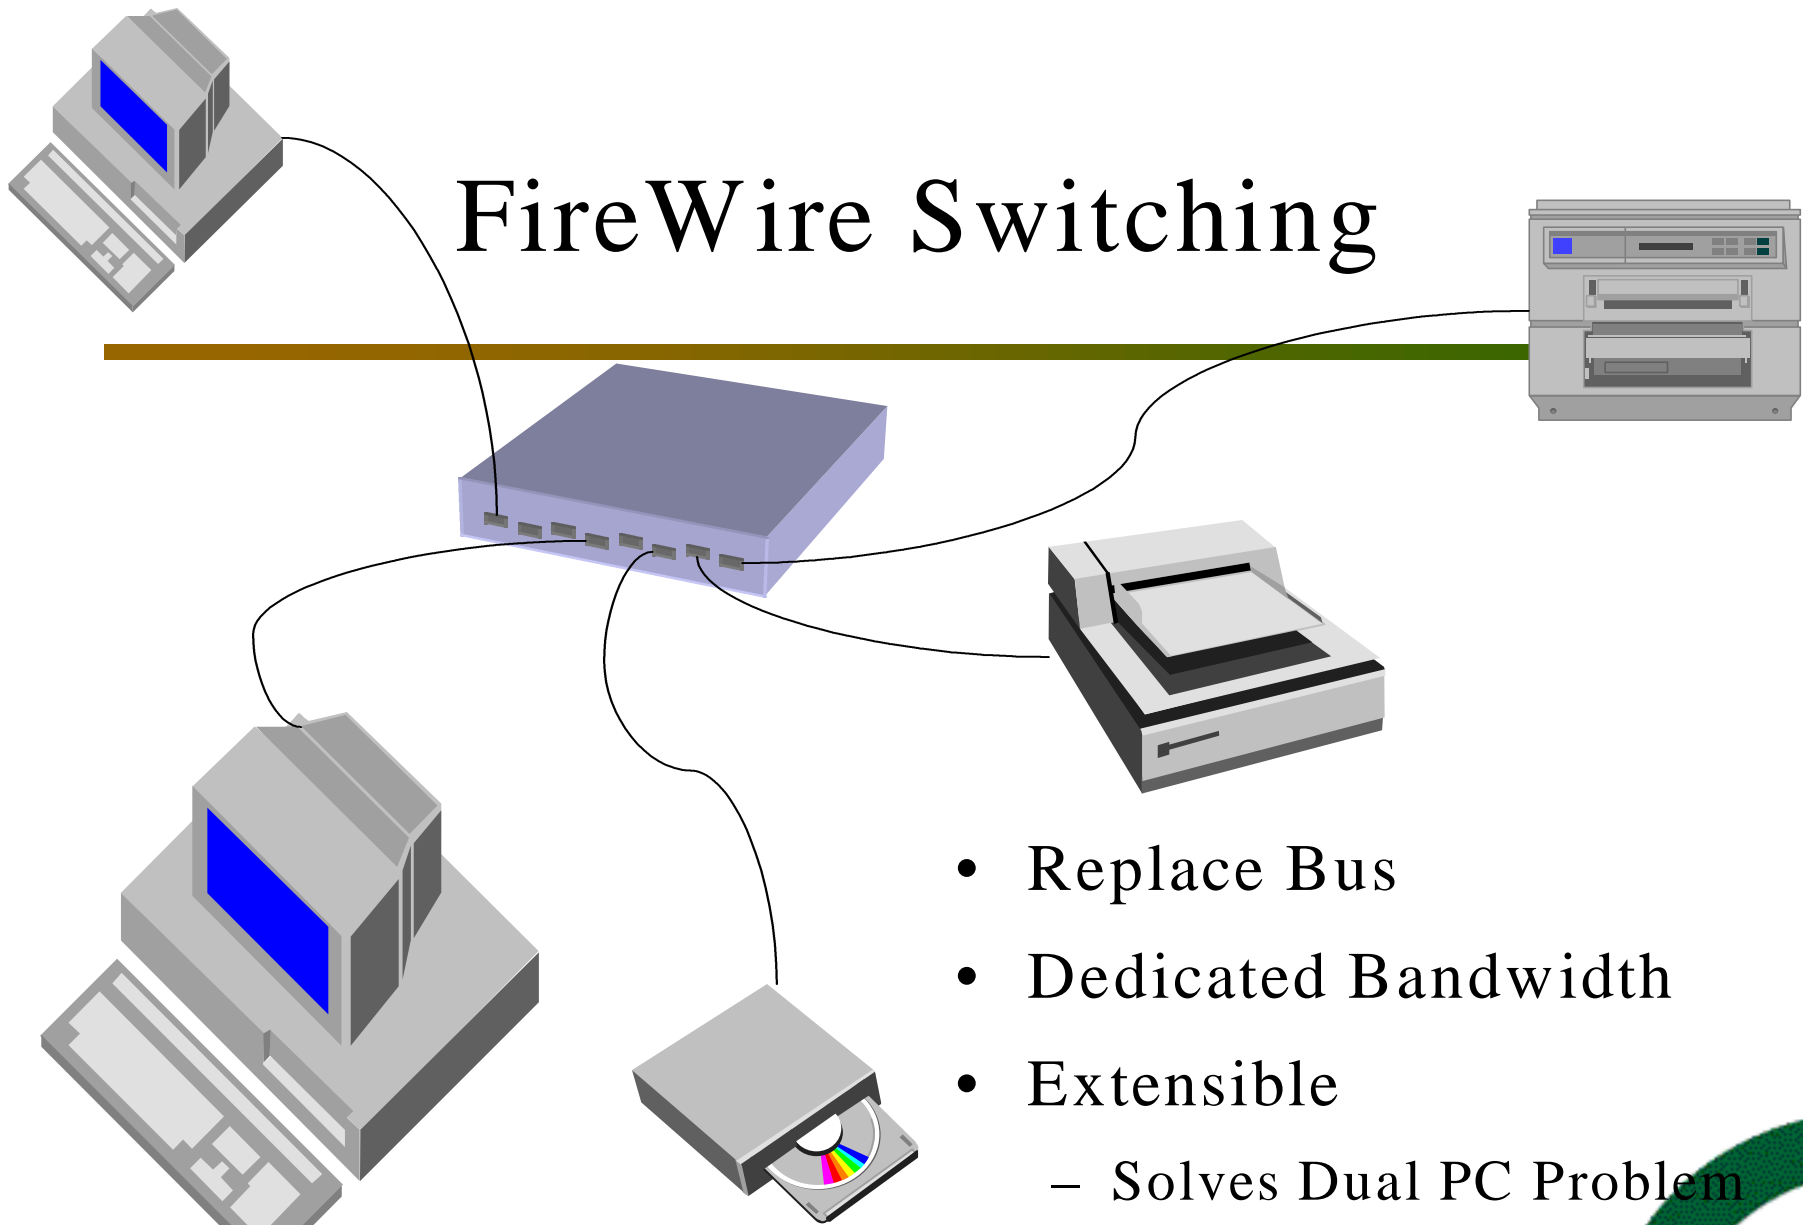 FireWire Switching
• Replace Bus
• Dedicated Bandwidth
• Extensible
– Solves Dual PC Problem